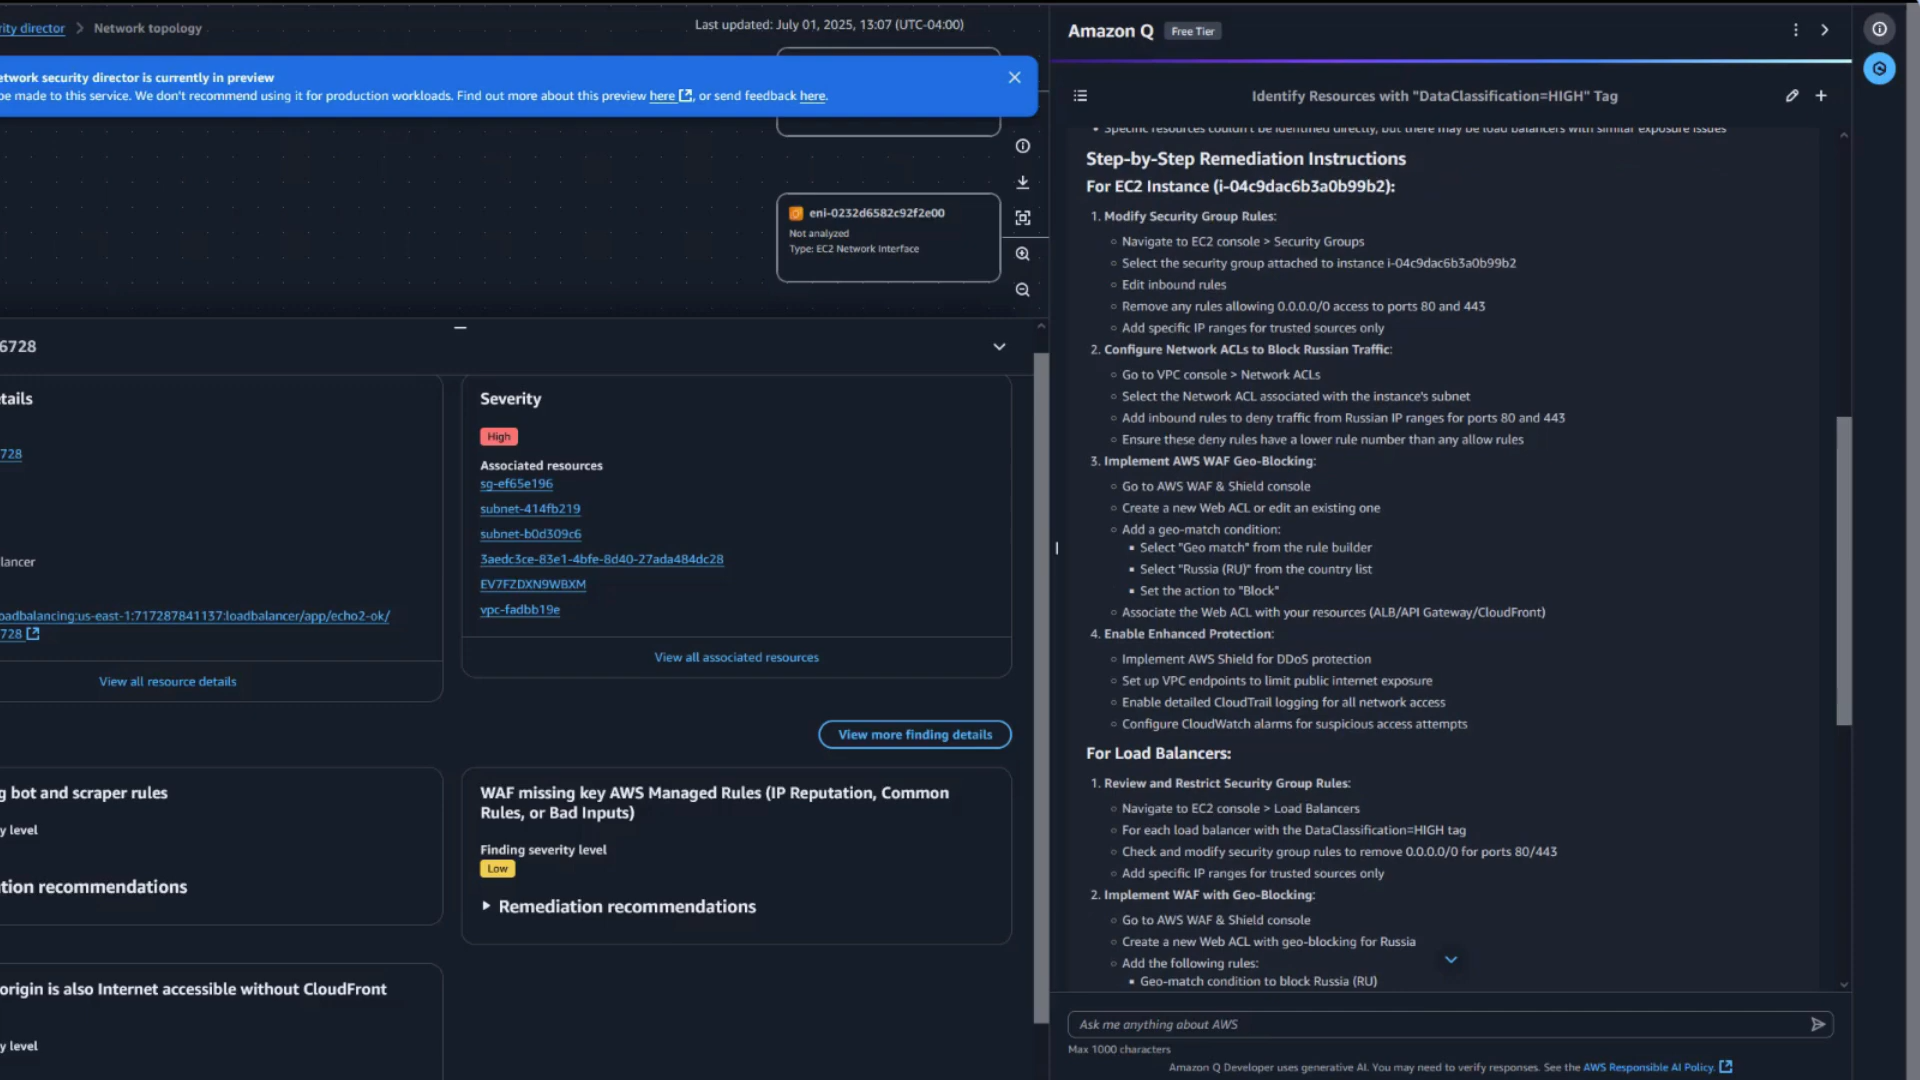 rity director > Network topology
Last updated: July 01, 2025, 13:07 (UTC-04:00)
etwork security director is currently in preview
be made to this service. We don't recommend using it for production workloads. Find out more about this preview here, or send feedback here.
eni-0232d6582c92f2e00
Not analyzed
Type: EC2 Network Interface
6728
etails
728
lancer
oadbalancing:us-east-1:717287841137:loadbalancer/app/echo2-ok/
728
View all resource details
Severity
High
Associated resources
sg-ef65e196
subnet-414fb219
subnet-b0d309c6
3aedc3ce-83e1-4bfe-8d40-27ada484dc28
EV7FZDXN9WBXM
vpc-fadbb19e
View all associated resources
View more finding details
g bot and scraper rules
y level
tion recommendations
WAF missing key AWS Managed Rules (IP Reputation, Common
Rules, or Bad Inputs)
Finding severity level
Low
Remediation recommendations
origin is also Internet accessible without CloudFront
y level
Amazon Q Free Tier
Identify Resources with "DataClassification=HIGH" Tag
Specific resources couldn't be identified directly, but there may be load balancers with similar exposure issues
Step-by-Step Remediation Instructions
For EC2 Instance (i-04c9dac6b3a0b99b2):
1. Modify Security Group Rules:
Navigate to EC2 console > Security Groups
Select the security group attached to instance i-04c9dac6b3a0b99b2
Edit inbound rules
Remove any rules allowing 0.0.0.0/0 access to ports 80 and 443
Add specific IP ranges for trusted sources only
2. Configure Network ACLs to Block Russian Traffic:
Go to VPC console > Network ACLs
Select the Network ACL associated with the instance's subnet
Add inbound rules to deny traffic from Russian IP ranges for ports 80 and 443
Ensure these deny rules have a lower rule number than any allow rules
3. Implement AWS WAF Geo-Blocking:
Go to AWS WAF & Shield console
Create a new Web ACL or edit an existing one
Add a geo-match condition:
Select "Geo match" from the rule builder
Select "Russia (RU)" from the country list
Set the action to "Block"
Associate the Web ACL with your resources (ALB/API Gateway/CloudFront)
4. Enable Enhanced Protection:
Implement AWS Shield for DDoS protection
Set up VPC endpoints to limit public internet exposure
Enable detailed CloudTrail logging for all network access
Configure CloudWatch alarms for suspicious access attempts
For Load Balancers:
1. Review and Restrict Security Group Rules:
Navigate to EC2 console > Load Balancers
For each load balancer with the DataClassification=HIGH tag
Check and modify security group rules to remove 0.0.0.0/0 for ports 80/443
Add specific IP ranges for trusted sources only
2. Implement WAF with Geo-Blocking:
Go to AWS WAF & Shield console
Create a new Web ACL with geo-blocking for Russia
Add the following rules:
Geo-match condition to block Russia (RU)
Ask me anything about AWS
Max 1000 characters
Amazon Q Developer uses generative AI. You may need to verify responses. See the AWS Responsible AI Policy.